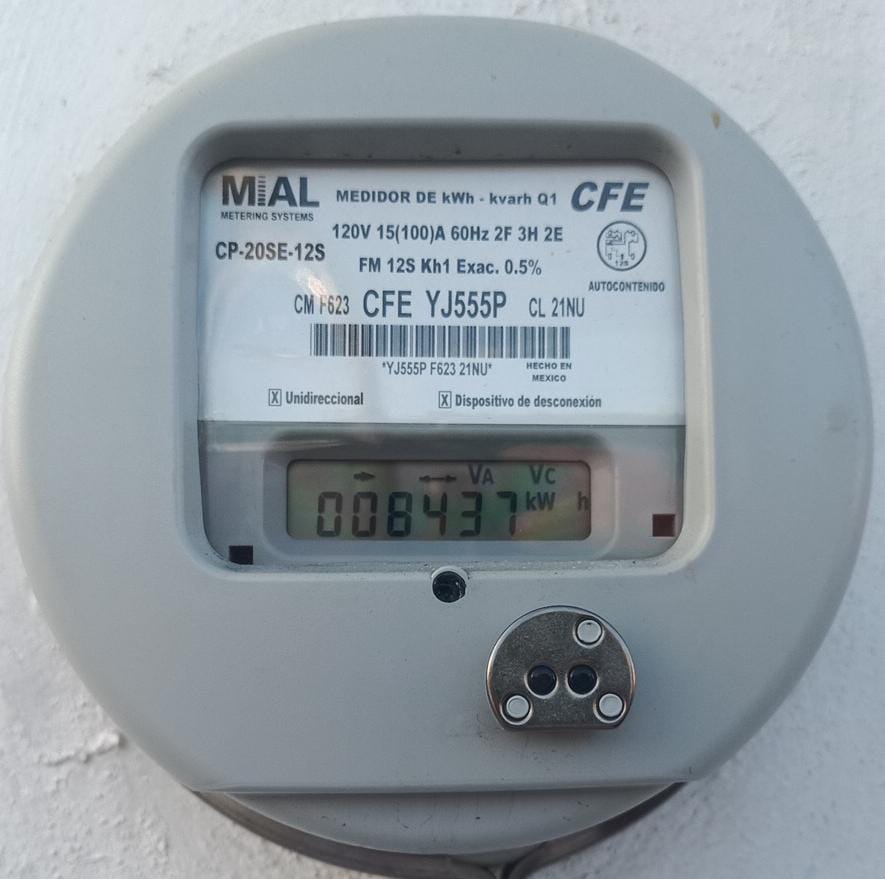 MIAL MEDIDOR DE kWh - kvarh Q1 CFE
METERING SYSTEMS
120V 15(100)A 60Hz 2F 3H 2E
CP-20SE-12S
FM 12S Kh1 Exac. 0.5%
12S
AUTOCONTENIDO
CM F623 CFE YJ555P CL 21NU
*YJ555P F623 21NU*
HECHO EN
MEXICO
X Unidireccional X Dispositivo de desconexión
VA VC
008437 kW h